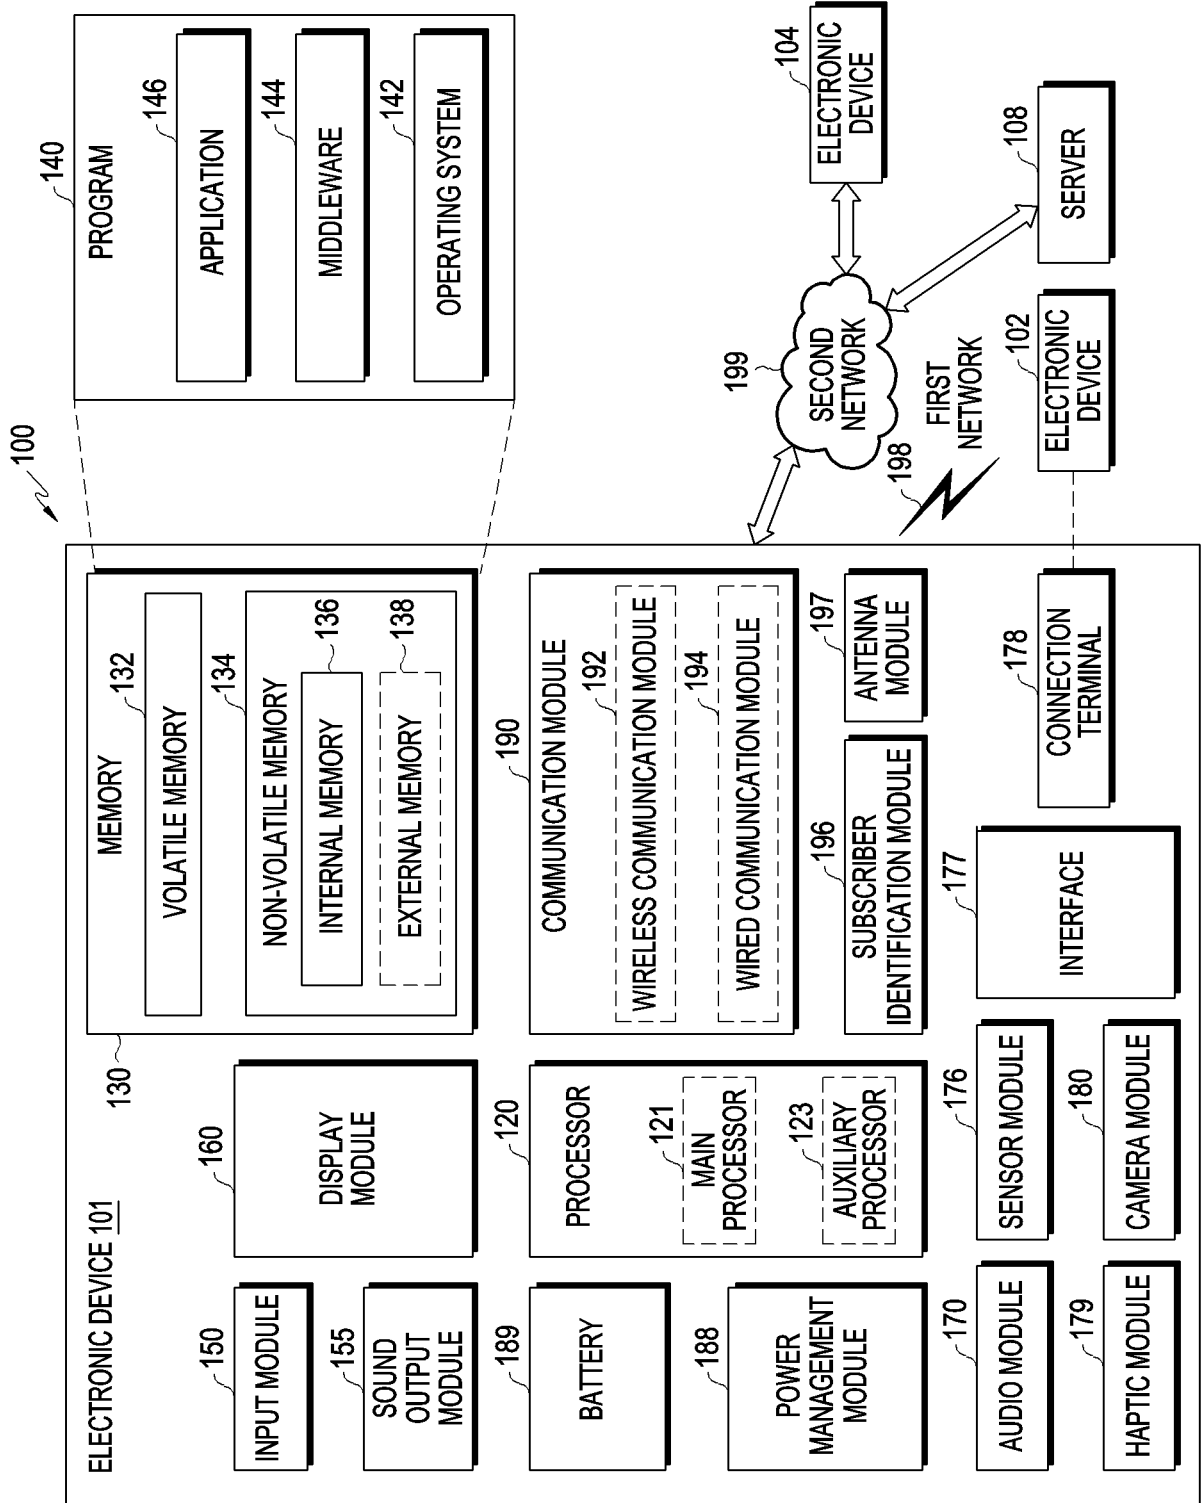 100
ELECTRONIC DEVICE 101
150
INPUT MODULE
155
SOUND
OUTPUT
MODULE
189
BATTERY
188
POWER
MANAGEMENT
MODULE
170
AUDIO MODULE
179
HAPTIC MODULE
160
DISPLAY
MODULE
120
PROCESSOR
121
MAIN
PROCESSOR
123
AUXILIARY
PROCESSOR
176
SENSOR MODULE
180
CAMERA MODULE
130
MEMORY
132
VOLATILE MEMORY
134
NON-VOLATILE MEMORY
136
INTERNAL MEMORY
138
EXTERNAL MEMORY
190
COMMUNICATION MODULE
192
WIRELESS COMMUNICATION MODULE
194
WIRED COMMUNICATION MODULE
196
SUBSCRIBER
IDENTIFICATION MODULE
197
ANTENNA
MODULE
177
INTERFACE
178
CONNECTION
TERMINAL
140
PROGRAM
146
APPLICATION
144
MIDDLEWARE
142
OPERATING SYSTEM
199
SECOND
NETWORK
198
FIRST
NETWORK
104
ELECTRONIC
DEVICE
102
ELECTRONIC
DEVICE
108
SERVER